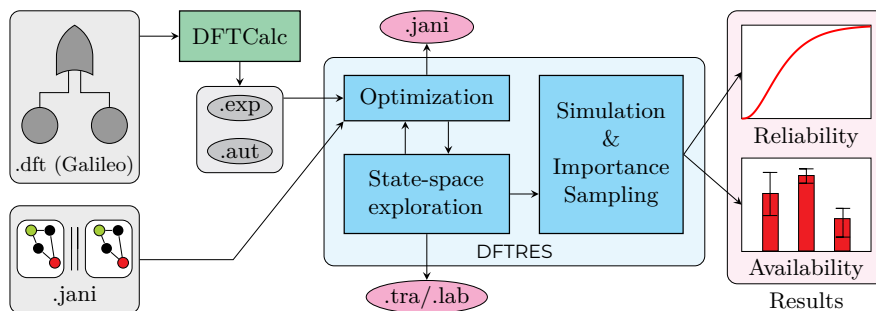 .dft (Galileo)
DFTCalc
.exp
.aut
.jani
.jani
Optimization
State-space
exploration
Simulation
&
Importance
Sampling
DFTRES
.tra/.lab
Reliability
Availability
Results